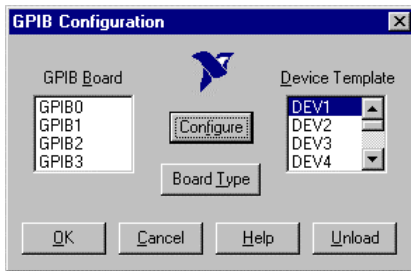 GPIB Configuration
GPIB Board
Device Template
GPIB0
GPIB1
GPIB2
GPIB3
Configure
Board Type
DEV1
DEV2
DEV3
DEV4
OK
Cancel
Help
Unload